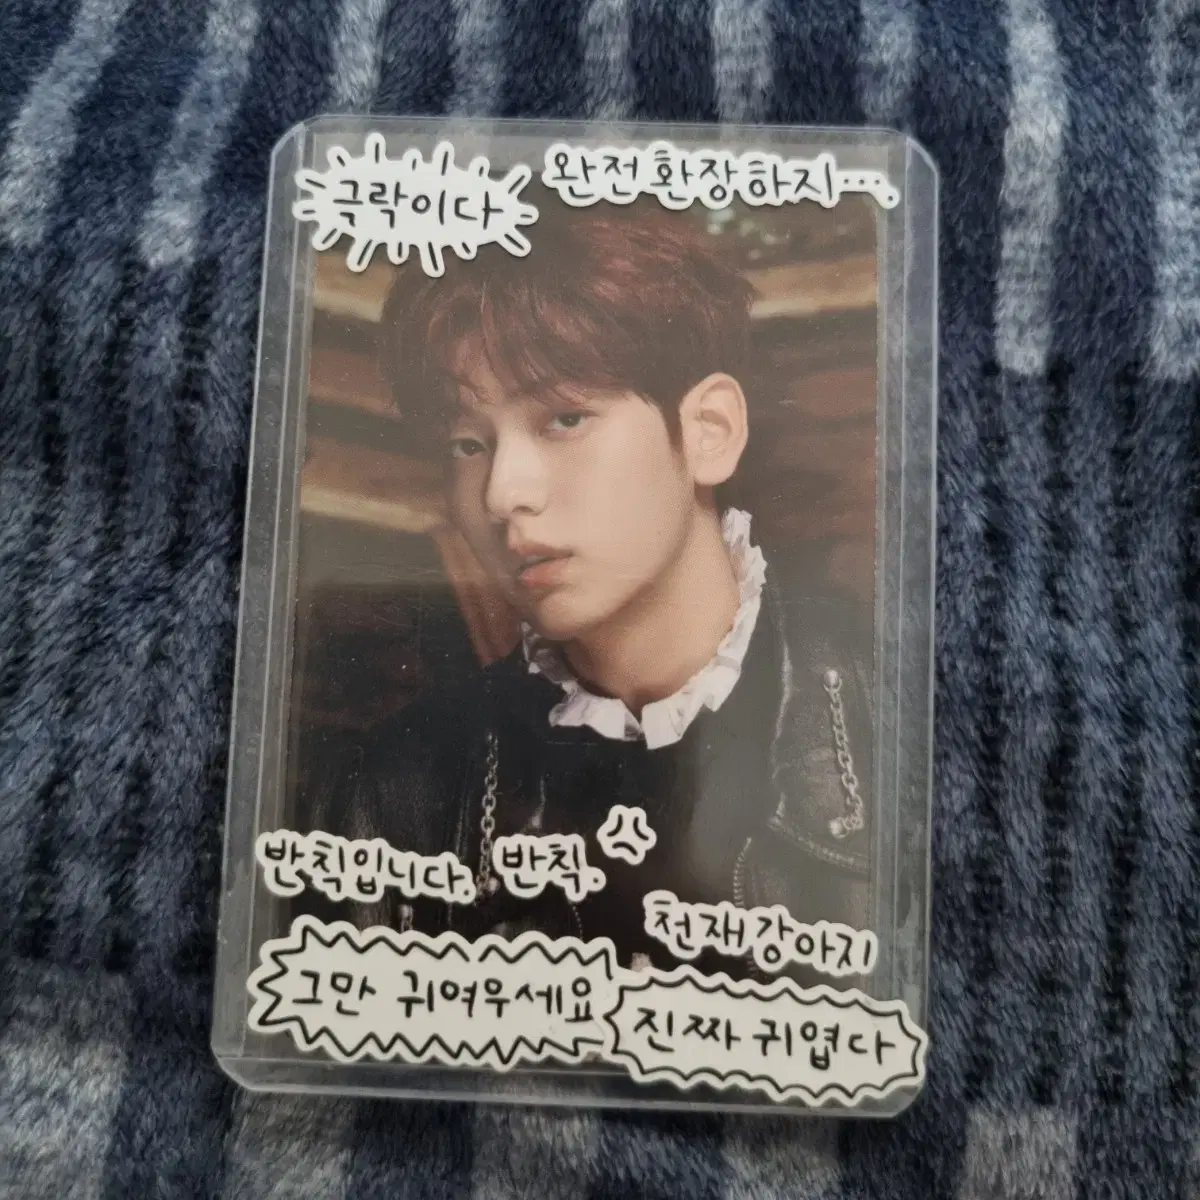 극락이다
완전 환장하지….
반칙입니다. 반칙.
천재 강아지
그만 귀여우세요
진짜 귀엽다